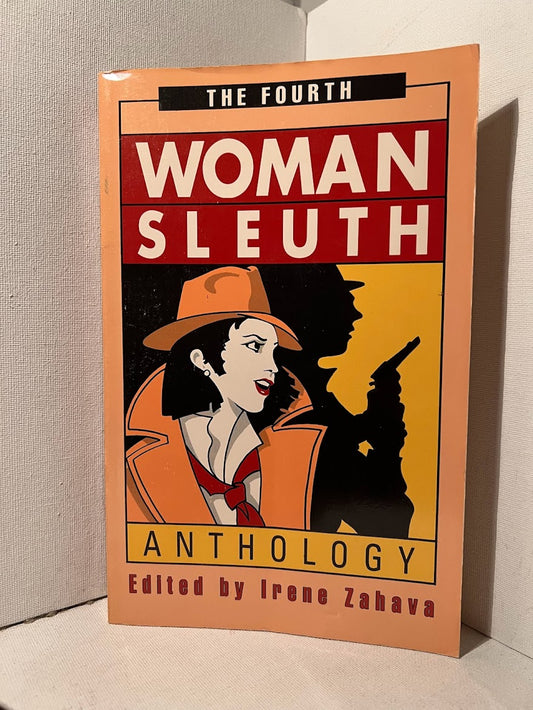 THE FOURTH
WOMAN
SLEUTH
ANTHOLOGY
Edited by Irene Zahava